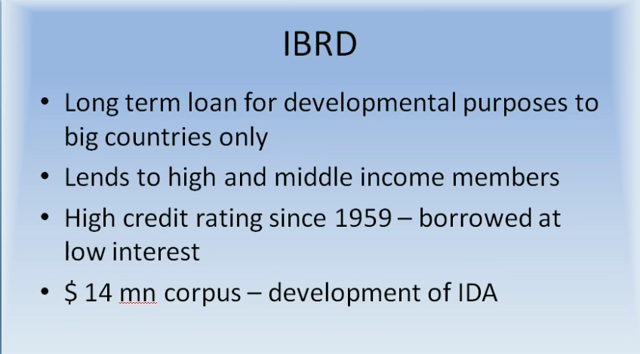 IBRD
• Long term loan for developmental purposes to
big countries only
• Lends to high and middle income members
• High credit rating since 1959 – borrowed at
low interest
• $ 14 mn corpus – development of IDA